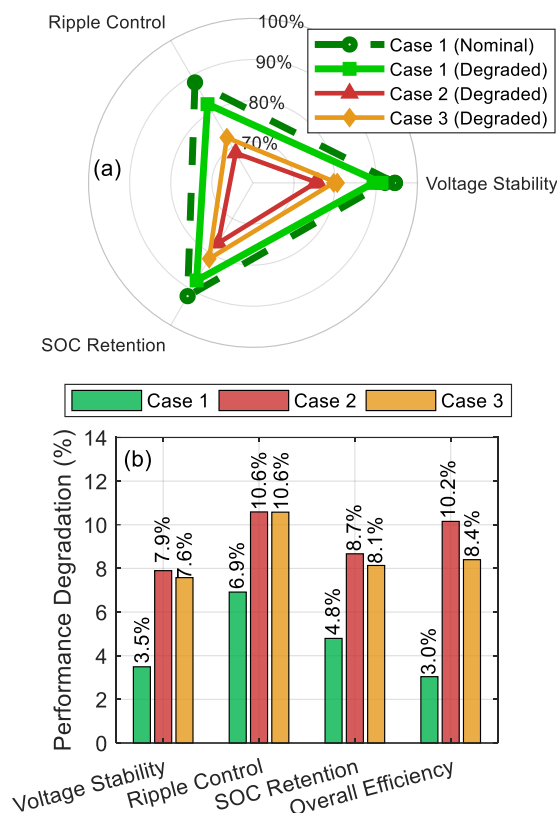 Ripple Control
100%
90%
80%
70%
Case 1 (Nominal)
Case 1 (Degraded)
Case 2 (Degraded)
Case 3 (Degraded)
(a)
Voltage Stability
SOC Retention
Case 1
Case 2
Case 3
Performance Degradation (%)
14
12
10
8
6
4
2
0
(b)
3.5%
7.9%
7.6%
6.9%
10.6%
10.6%
4.8%
8.7%
8.1%
3.0%
10.2%
8.4%
Voltage Stability
Ripple Control
SOC Retention
Overall Efficiency